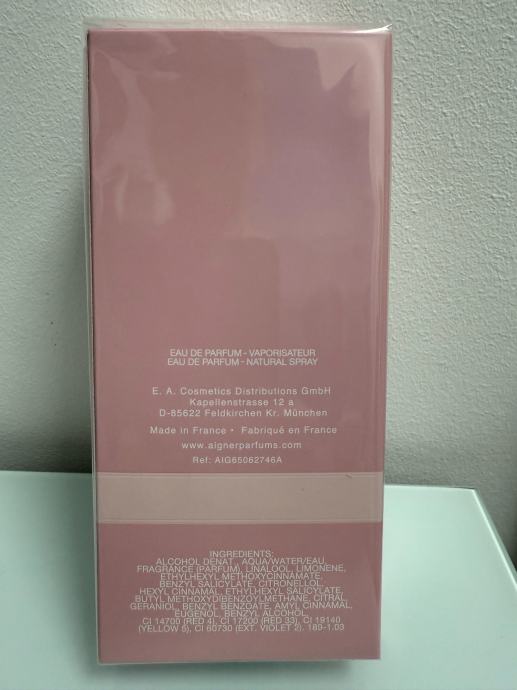 EAU DE PARFUM - VAPORISATEUR
EAU DE PARFUM - NATURAL SPRAY
E. A. Cosmetics Distributions GmbH
Kapellenstrasse 12 a
D-85622 Feldkirchen Kr. München
Made in France • Fabriqué en France
www.aignerparfums.com
Ref: AIG65062746A
INGREDIENTS:
ALCOHOL DENAT., AQUA/WATER/EAU,
FRAGRANCE (PARFUM), LINALOOL, LIMONENE,
ETHYLHEXYL METHOXYCINNAMATE,
BENZYL SALICYLATE, CITRONELLOL,
HEXYL CINNAMAL, ETHYLHEXYL SALICYLATE,
BUTYL METHOXYDIBENZOYLMETHANE, CITRAL,
GERANIOL, BENZYL BENZOATE, AMYL CINNAMAL,
EUGENOL, BENZYL ALCOHOL,
CI 14700 (RED 4), CI 17200 (RED 33), CI 19140
(YELLOW 5), CI 60730 (EXT. VIOLET 2). 189-1.03